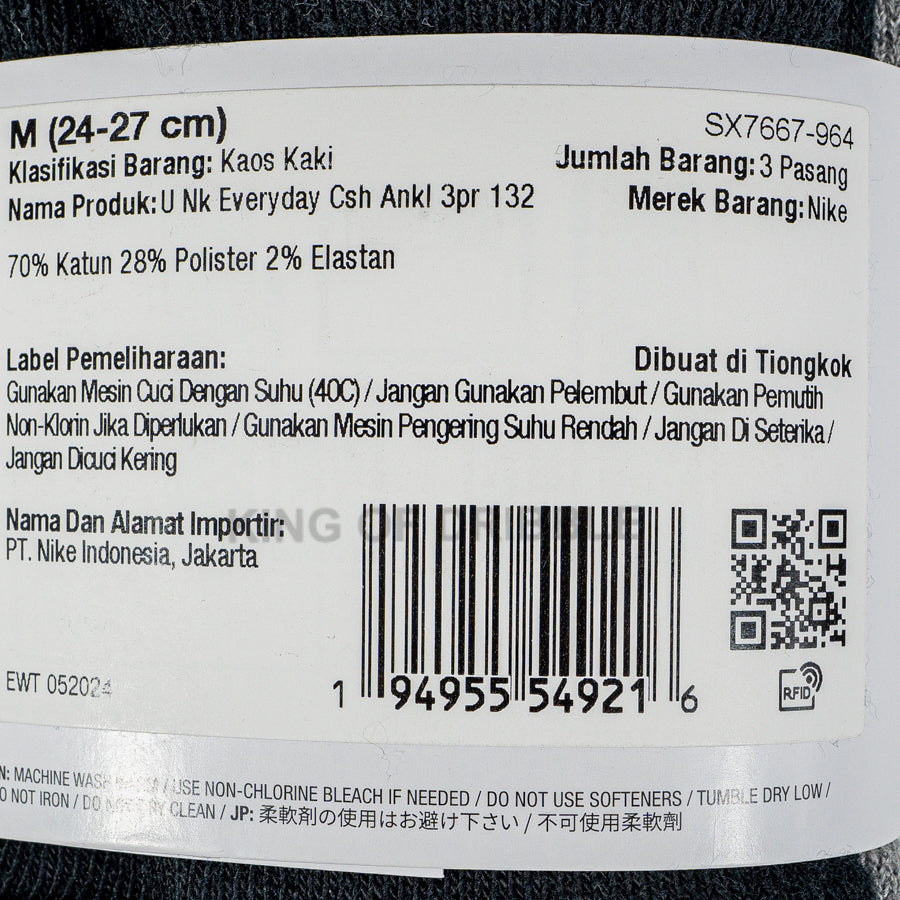 M (24-27 cm)
SX7667-964
Klasifikasi Barang: Kaos Kaki
Jumlah Barang: 3 Pasang
Nama Produk: U Nk Everyday Csh Ankl 3pr 132
Merek Barang: Nike
70% Katun 28% Polister 2% Elastan
Label Pemeliharaan:
Dibuat di Tiongkok
Gunakan Mesin Cuci Dengan Suhu (40C) / Jangan Gunakan Pelembut / Gunakan Pemutih
Non-Klorin Jika Diperlukan / Gunakan Mesin Pengering Suhu Rendah / Jangan Di Seterika /
Jangan Dicuci Kering
Nama Dan Alamat Importir:
KING OF DRIBBLE
PT. Nike Indonesia, Jakarta
EWT 052024
1 94955 54921 6
RFID
N: MACHINE WASH / USE NON-CHLORINE BLEACH IF NEEDED / DO NOT USE SOFTENERS / TUMBLE DRY LOW /
O NOT IRON / DO NOT DRY CLEAN / JP: 柔軟剤の使用はお避け下さい / 不可使用柔軟劑